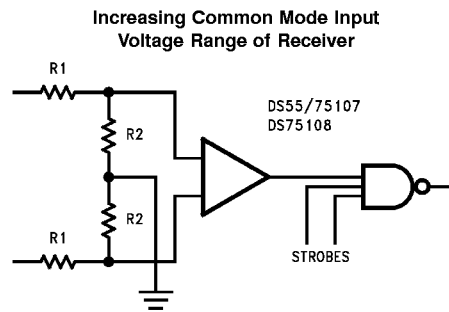 Increasing Common Mode Input
Voltage Range of Receiver
R1
DS55/75107
DS75108
R2
R2
R1
STROBES